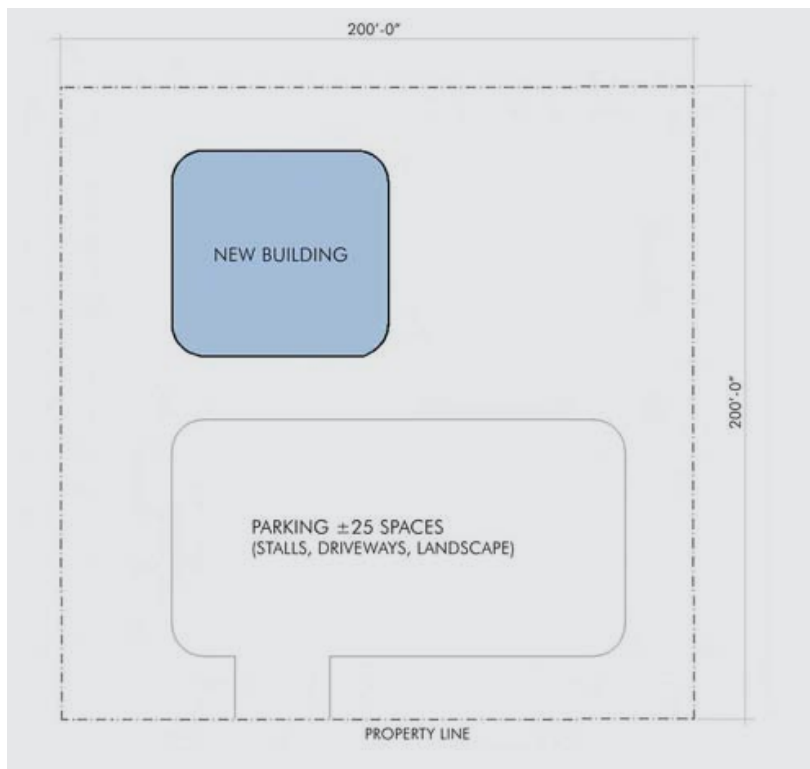 200'-0"
NEW BUILDING
200'-0"
PARKING ±25 SPACES
(STALLS, DRIVEWAYS, LANDSCAPE)
PROPERTY LINE